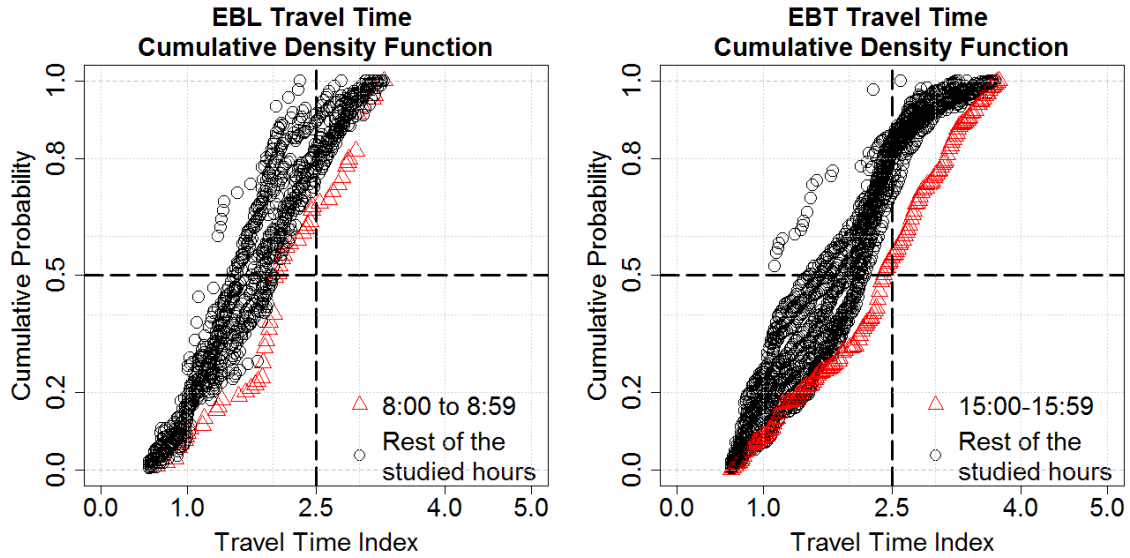 EBL Travel Time
Cumulative Density Function
Cumulative Probability
1.0
0.8
0.5
0.2
0.0
8:00 to 8:59
Rest of the
studied hours
0.0 1.0 2.5 4.0 5.0
Travel Time Index
EBT Travel Time
Cumulative Density Function
Cumulative Probability
1.0
0.8
0.5
0.2
0.0
15:00-15:59
Rest of the
studied hours
0.0 1.0 2.5 4.0 5.0
Travel Time Index